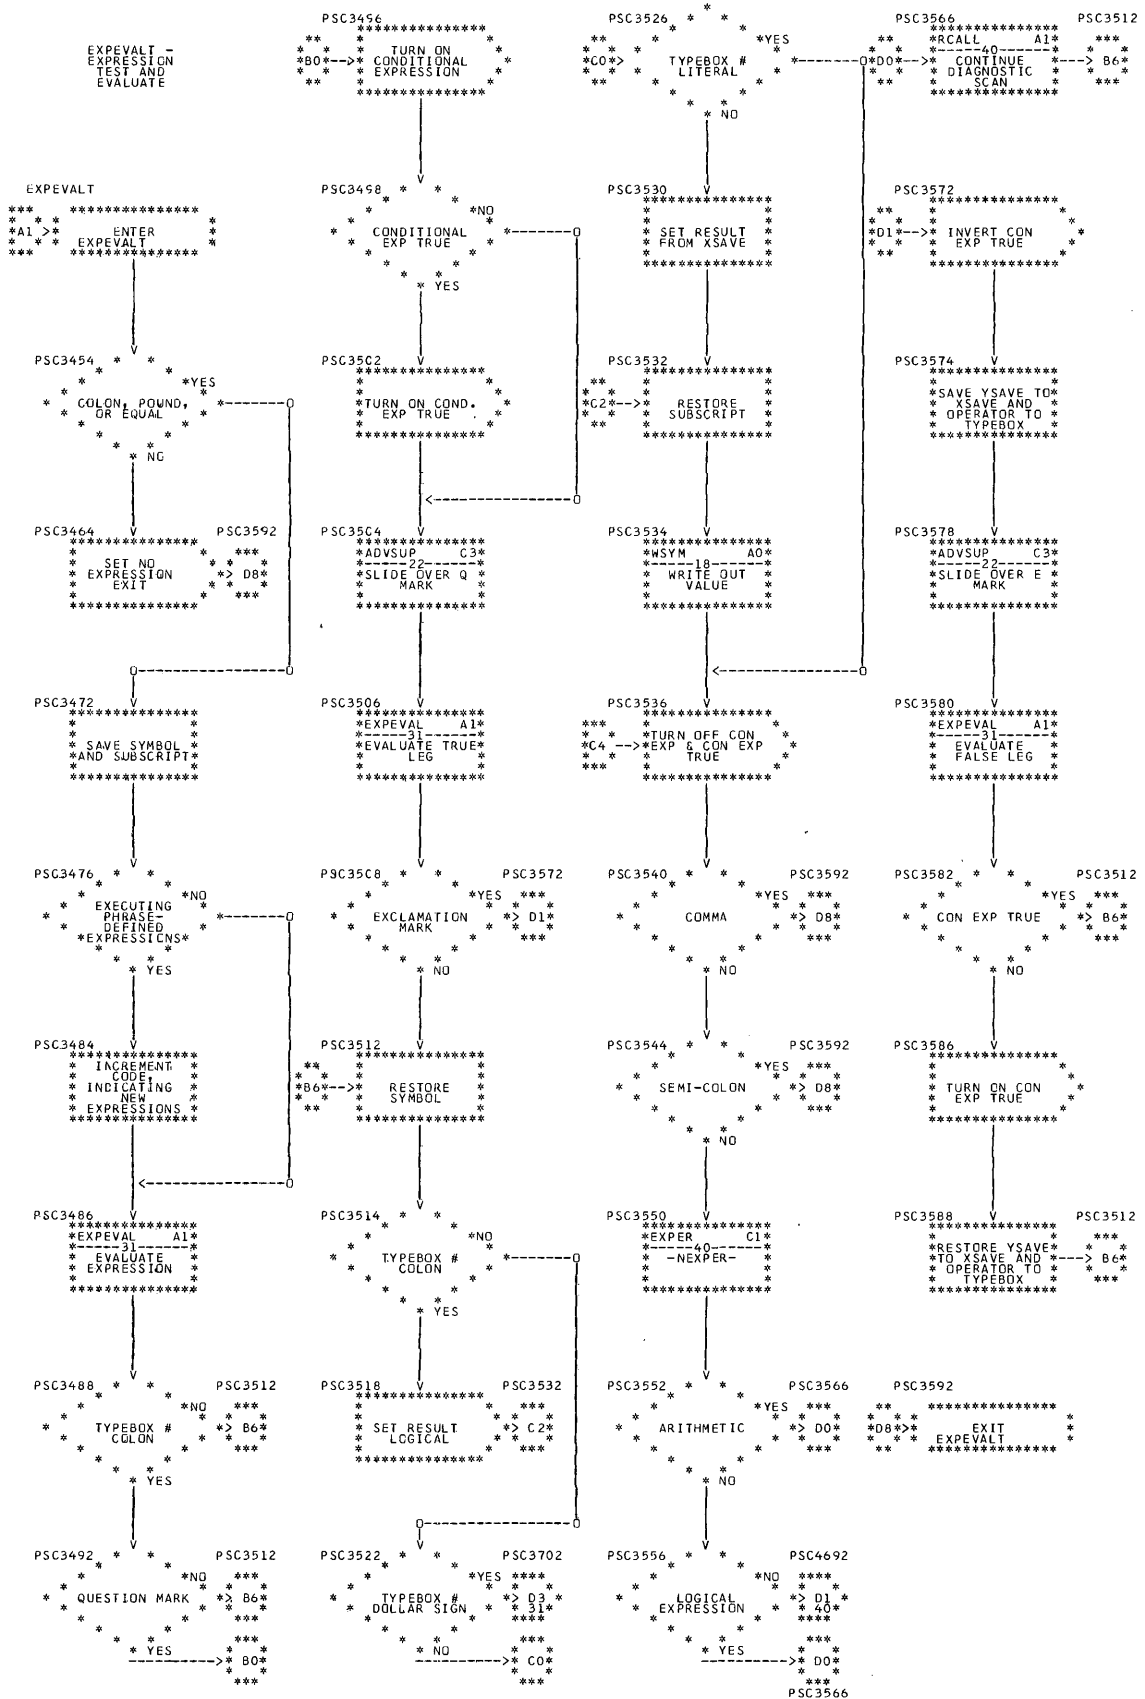 EXPEVALT -
EXPRESSION
TEST AND
EVALUATE
EXPEVALT
A1
ENTER
EXPEVALT
PSC3454
COLON, POUND,
OR EQUAL
YES
NO
PSC3464
SET NO
EXPRESSION
EXIT
PSC3592
D8
PSC3472
SAVE SYMBOL
AND SUBSCRIPT
PSC3476
EXECUTING
PHRASE-
DEFINED
EXPRESSIONS
NO
YES
PSC3484
INCREMENT
CODE,
INDICATING
NEW
EXPRESSIONS
PSC3486
EXPEVAL A1
31
EVALUATE
EXPRESSION
PSC3488
TYPEBOX #
COLON
NO
PSC3512
B6
YES
PSC3492
QUESTION MARK
NO
PSC3512
B6
YES
B0
PSC3496
B0
TURN ON
CONDITIONAL
EXPRESSION
PSC3498
CONDITIONAL
EXP TRUE
NO
YES
PSC3502
TURN ON COND.
EXP TRUE
PSC3504
ADVSUP C3
22
SLIDE OVER Q
MARK
PSC3506
EXPEVAL A1
31
EVALUATE TRUE
LEG
PSC3508
EXCLAMATION
MARK
YES
PSC3572
D1
NO
PSC3512
B6
RESTORE
SYMBOL
PSC3514
TYPEBOX #
COLON
NO
YES
PSC3518
SET RESULT
LOGICAL
PSC3532
C2
PSC3522
TYPEBOX #
DOLLAR SIGN
YES
PSC3702
D3
31
NO
C0
PSC3526
C0
TYPEBOX #
LITERAL
YES
NO
PSC3530
SET RESULT
FROM XSAVE
PSC3532
C2
RESTORE
SUBSCRIPT
PSC3534
WSYM A0
18
WRITE OUT
VALUE
PSC3536
C4
TURN OFF CON
EXP & CON EXP
TRUE
PSC3540
COMMA
YES
PSC3592
D8
NO
PSC3544
SEMI-COLON
YES
PSC3592
D8
NO
PSC3550
EXPER C1
40
-NEXPER-
PSC3552
ARITHMETIC
YES
PSC3566
D0
NO
PSC3556
LOGICAL
EXPRESSION
NO
PSC4692
D1
40
YES
D0
PSC3566
PSC3566
D0
RCALL A1
40
CONTINUE
DIAGNOSTIC
SCAN
PSC3512
B6
PSC3572
D1
INVERT CON
EXP TRUE
PSC3574
SAVE YSAVE TO
XSAVE AND
OPERATOR TO
TYPEBOX
PSC3578
ADVSUP C3
22
SLIDE OVER E
MARK
PSC3580
EXPEVAL A1
31
EVALUATE
FALSE LEG
PSC3582
CON EXP TRUE
YES
PSC3512
B6
NO
PSC3586
TURN ON CON
EXP TRUE
PSC3588
RESTORE YSAVE
TO XSAVE AND
OPERATOR TO
TYPEBOX
PSC3512
B6
PSC3592
D8
EXIT
EXPEVALT